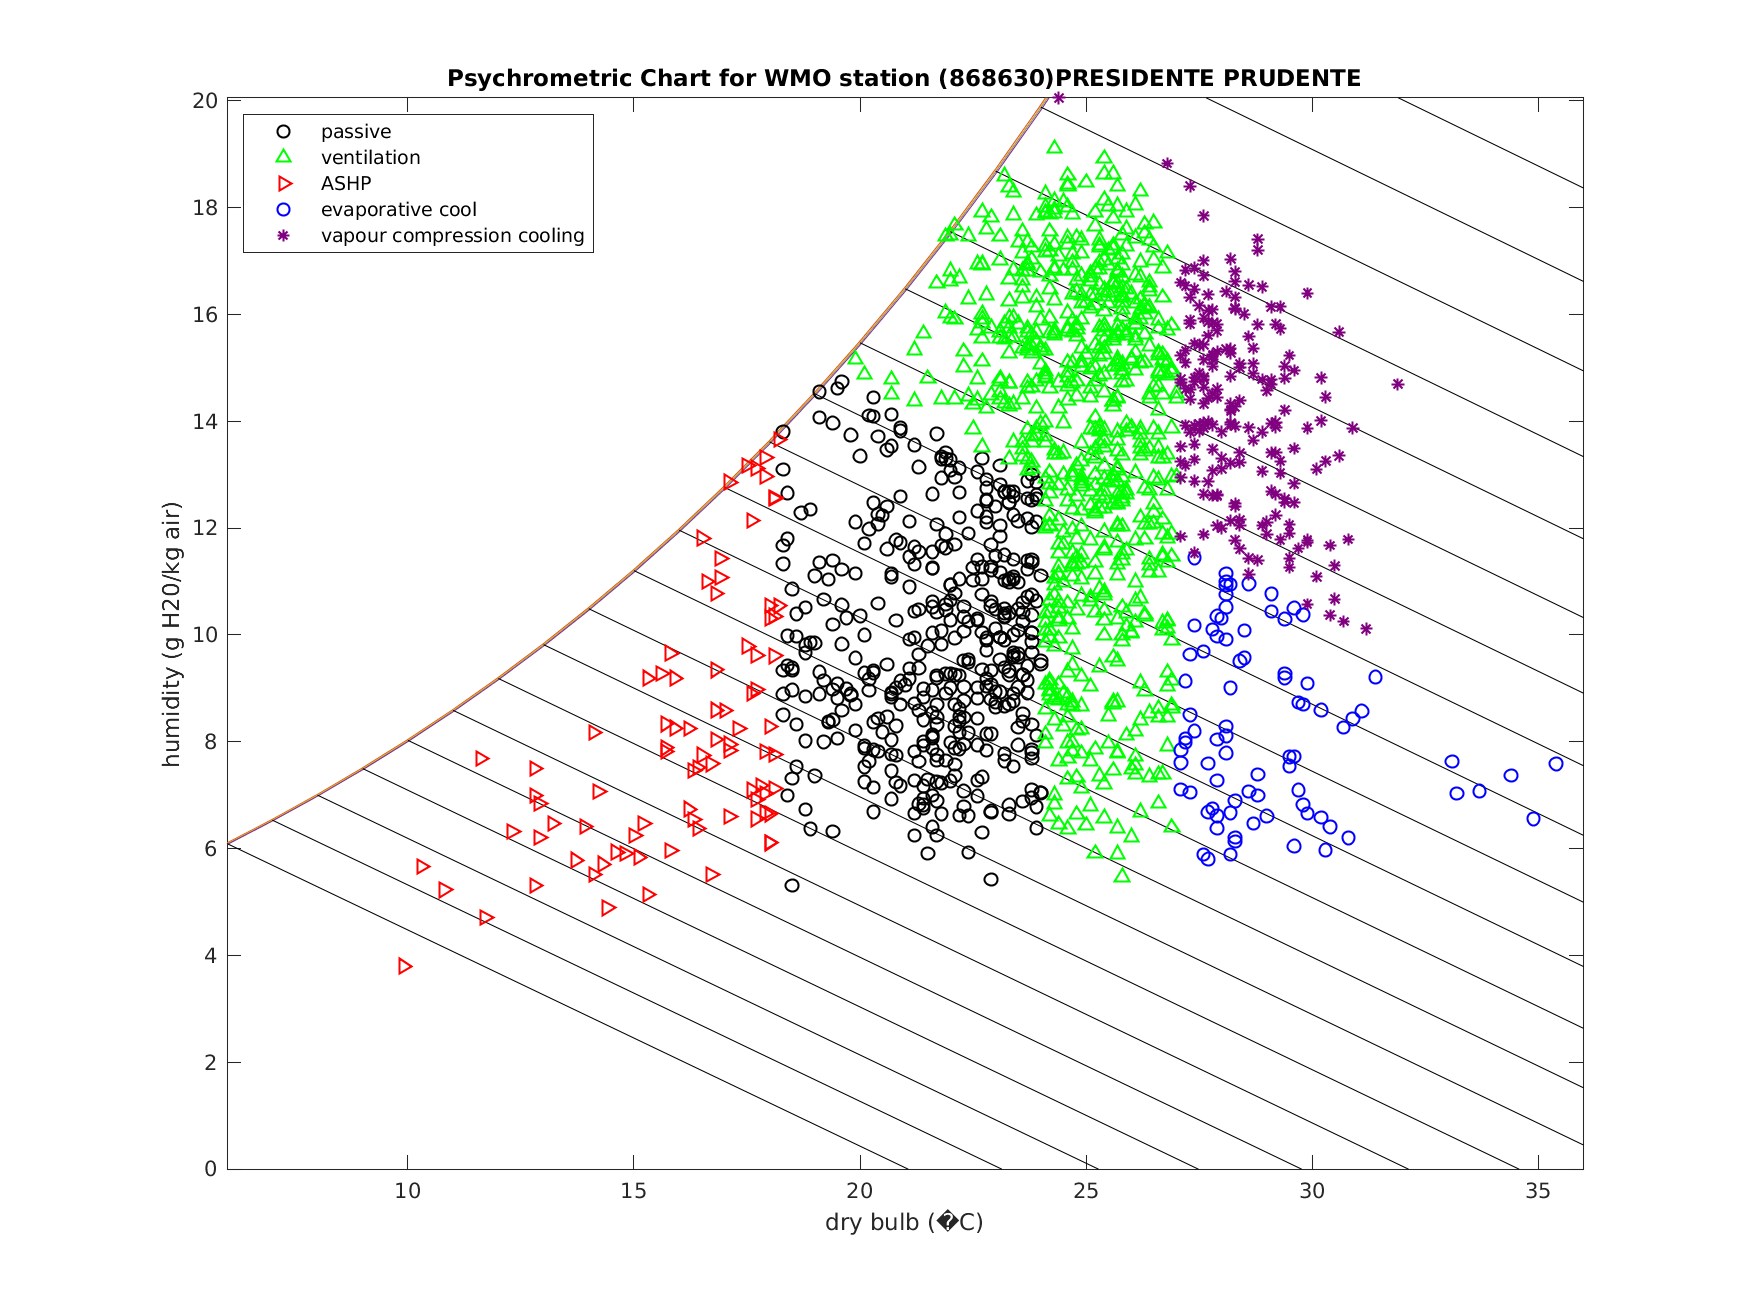 Psychrometric Chart for WMO station (868630)PRESIDENTE PRUDENTE
20
18
16
14
12
10
8
6
4
2
0
humidity (g H20/kg air)
passive
ventilation
ASHP
evaporative cool
vapour compression cooling
10 15 20 25 30 35
dry bulb (�C)